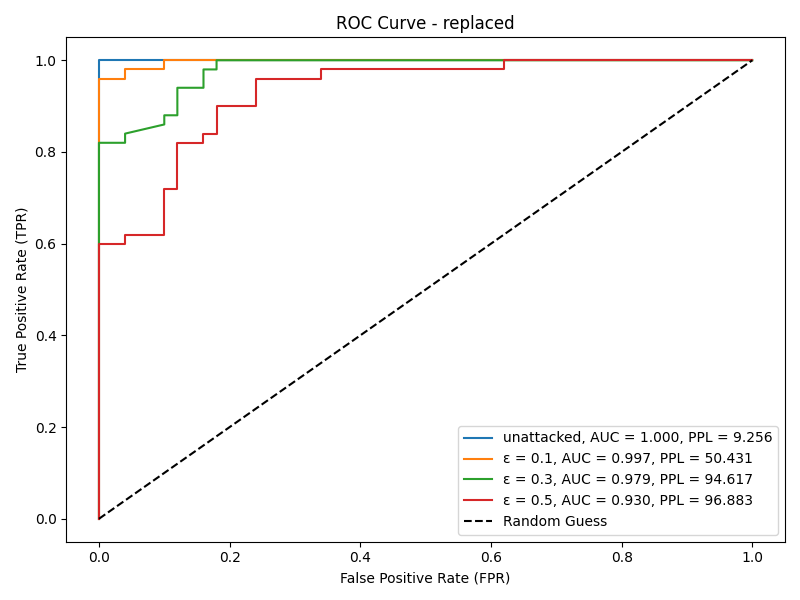 ROC Curve - replaced
True Positive Rate (TPR)
1.0
0.8
0.6
0.4
0.2
0.0
0.0 0.2 0.4 0.6 0.8 1.0
False Positive Rate (FPR)
unattacked, AUC = 1.000, PPL = 9.256
ε = 0.1, AUC = 0.997, PPL = 50.431
ε = 0.3, AUC = 0.979, PPL = 94.617
ε = 0.5, AUC = 0.930, PPL = 96.883
Random Guess